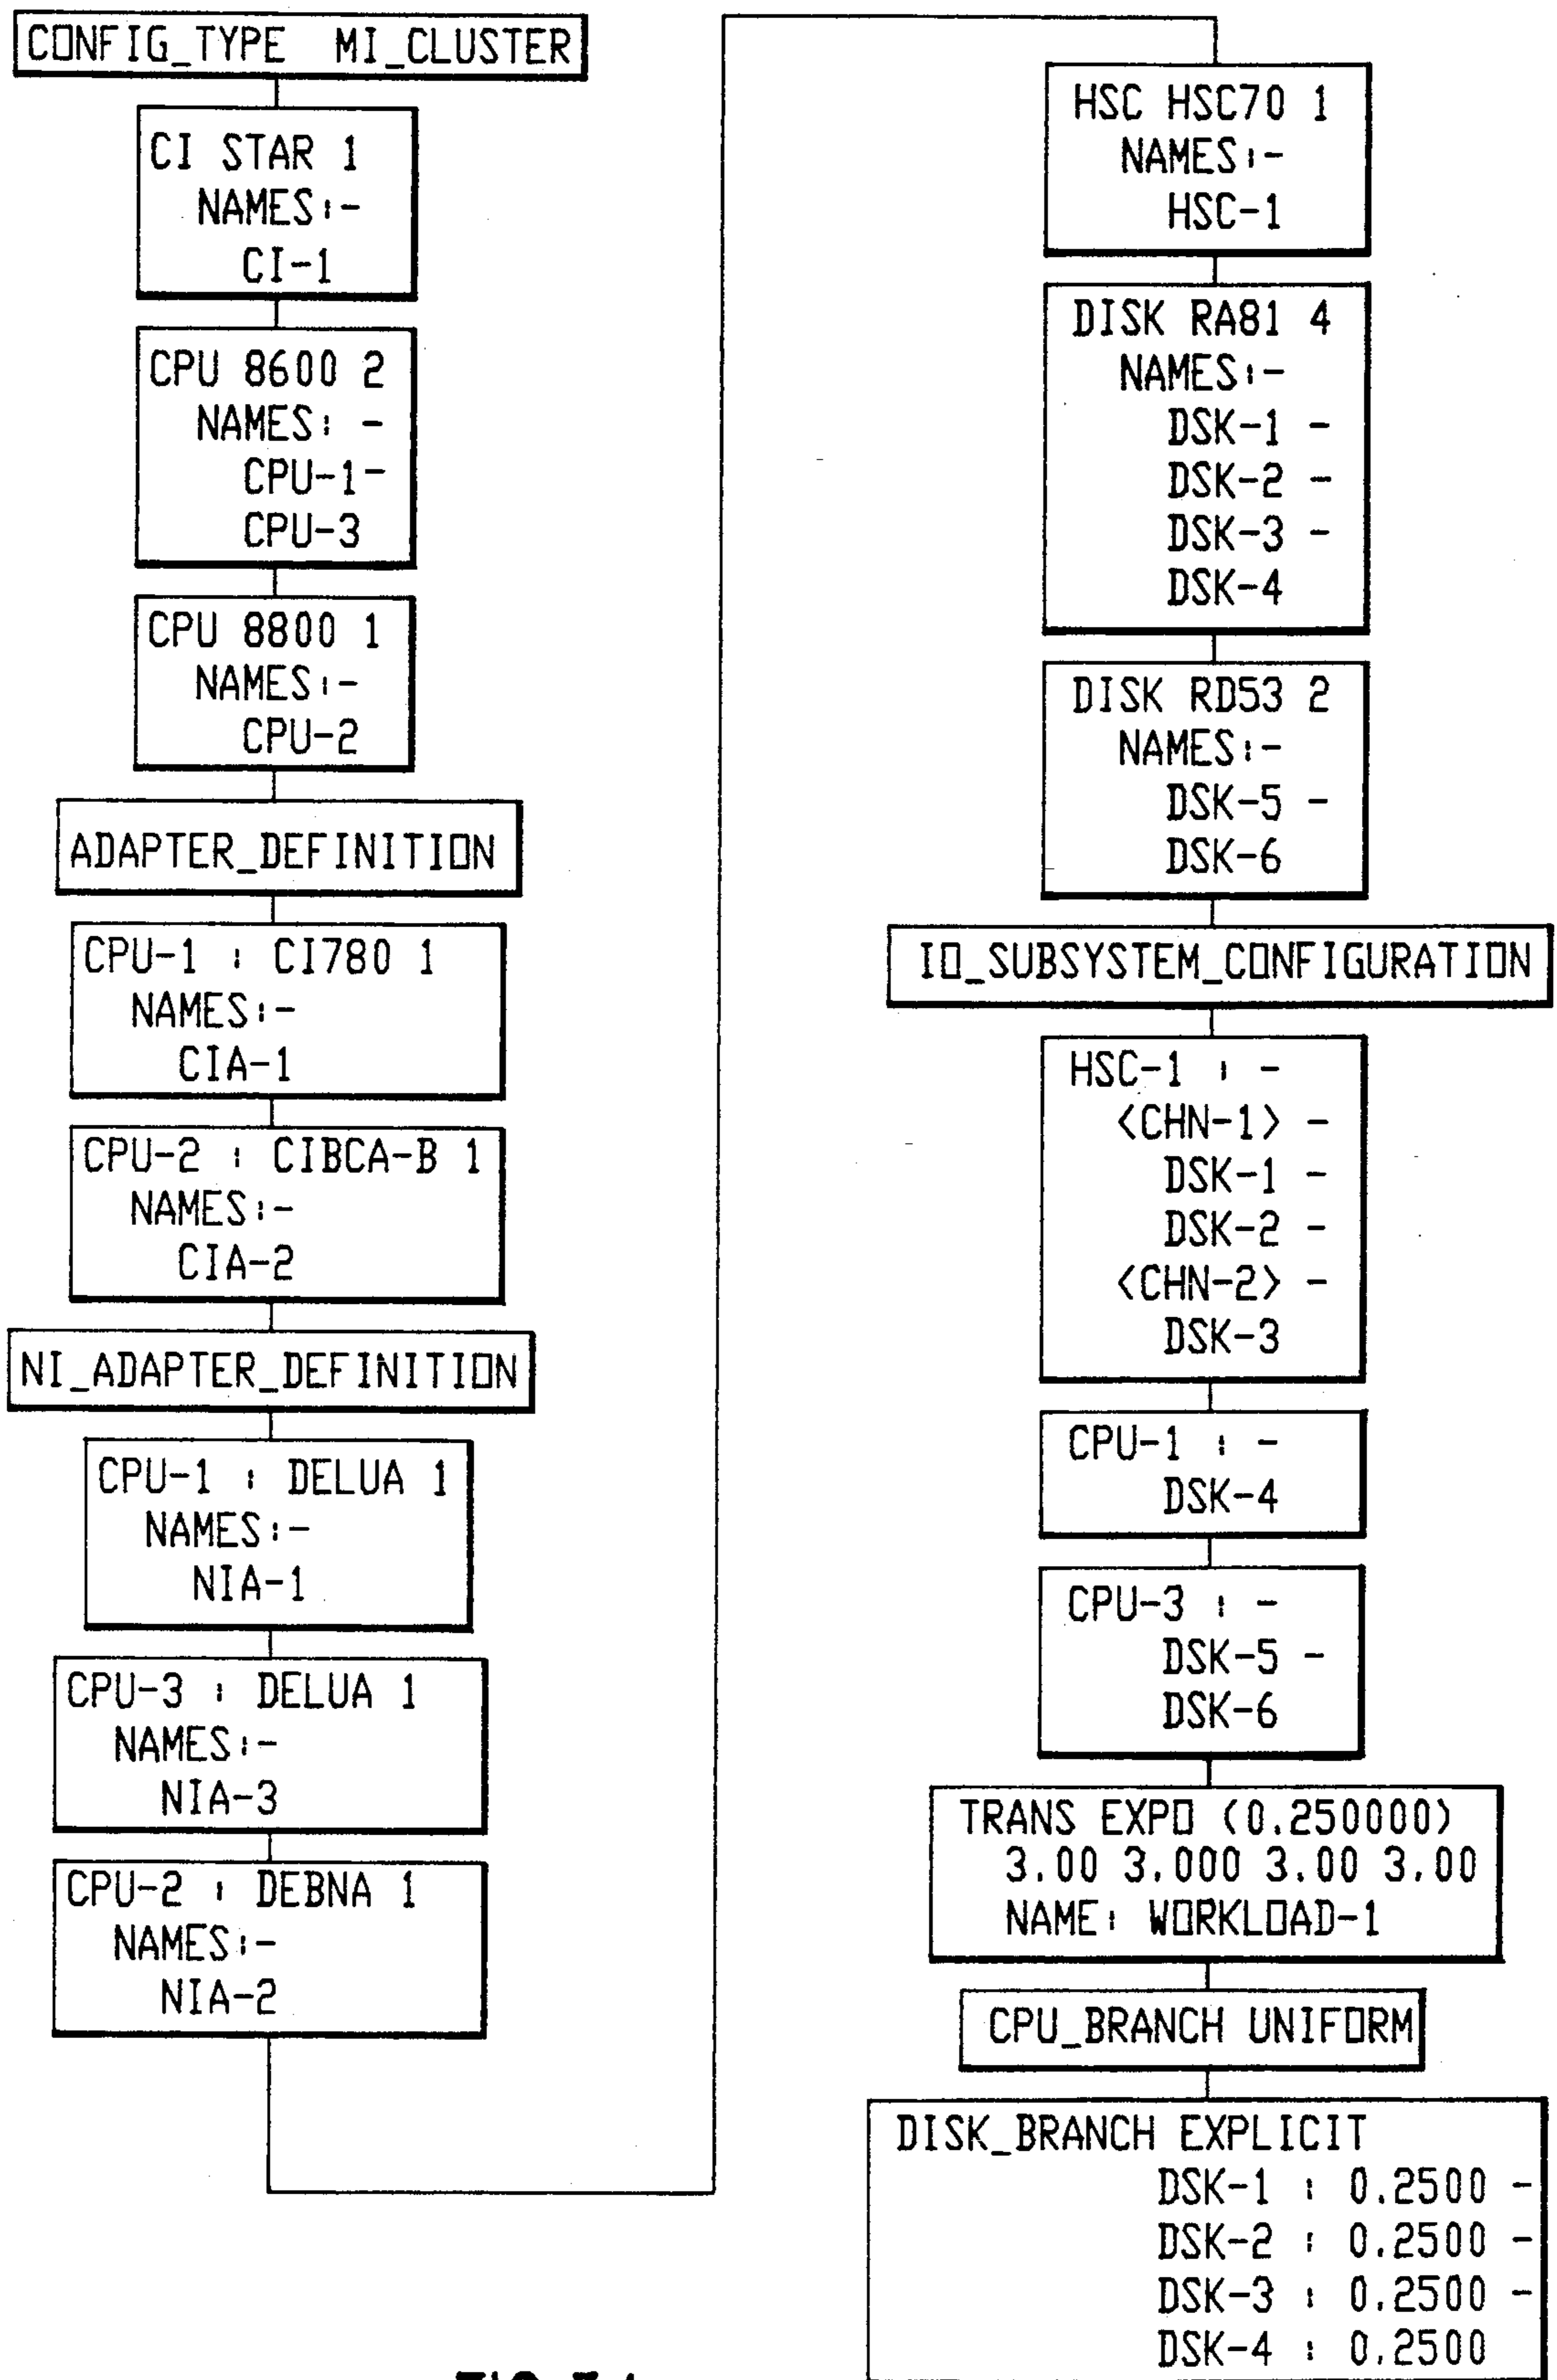 CONFIG_TYPE MI_CLUSTER
CI STAR 1
NAMES:-
CI-1
CPU 8600 2
NAMES: -
CPU-1-
CPU-3
CPU 8800 1
NAMES:-
CPU-2
ADAPTER_DEFINITION
CPU-1 : CI780 1
NAMES:-
CIA-1
CPU-2 : CIBCA-B 1
NAMES:-
CIA-2
NI_ADAPTER_DEFINITION
CPU-1 : DELUA 1
NAMES:-
NIA-1
CPU-3 : DELUA 1
NAMES:-
NIA-3
CPU-2 : DEBNA 1
NAMES:-
NIA-2
HSC HSC70 1
NAMES:-
HSC-1
DISK RA81 4
NAMES:-
DSK-1 -
DSK-2 -
DSK-3 -
DSK-4
DISK RD53 2
NAMES:-
DSK-5 -
DSK-6
IO_SUBSYSTEM_CONFIGURATION
HSC-1 : -
<CHN-1> -
DSK-1 -
DSK-2 -
<CHN-2> -
DSK-3
CPU-1 : -
DSK-4
CPU-3 : -
DSK-5 -
DSK-6
TRANS EXPO (0.250000)
3.00 3.000 3.00 3.00
NAME: WORKLOAD-1
CPU_BRANCH UNIFORM
DISK_BRANCH EXPLICIT
DSK-1 : 0.2500 -
DSK-2 : 0.2500 -
DSK-3 : 0.2500 -
DSK-4 : 0.2500